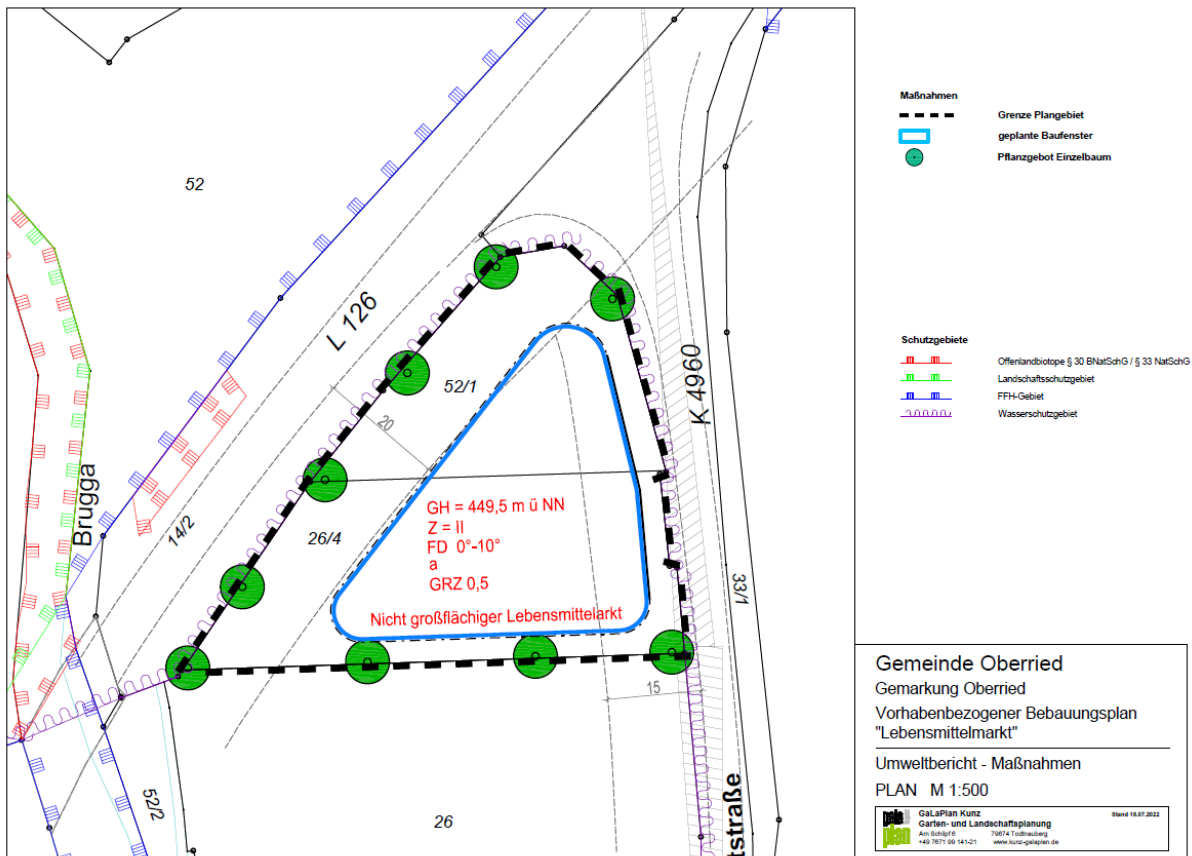 52
L 126
52/1
20
K 4960
Brugga
14/2
26/4
GH = 449,5 m ü NN
Z = II
FD 0°-10°
a
GRZ 0,5
Nicht großflächiger Lebensmittelarkt
33/1
15
52/2
26
tstraße
Maßnahmen
Grenze Plangebiet
geplante Baufenster
Pflanzgebot Einzelbaum
Schutzgebiete
Offenlandbiotope § 30 BNatSchG / § 33 NatSchG
Landschaftsschutzgebiet
FFH-Gebiet
Wasserschutzgebiet
Gemeinde Oberried
Gemarkung Oberried
Vorhabenbezogener Bebauungsplan
"Lebensmittelmarkt"
Umweltbericht - Maßnahmen
PLAN M 1:500
gala plan
GaLaPlan Kunz
Stand 18.07.2022
Garten- und Landschaftsplanung
Am Schlipf 6 79674 Todtnauberg
+49 7671 99 141-21 www.kunz-galaplan.de